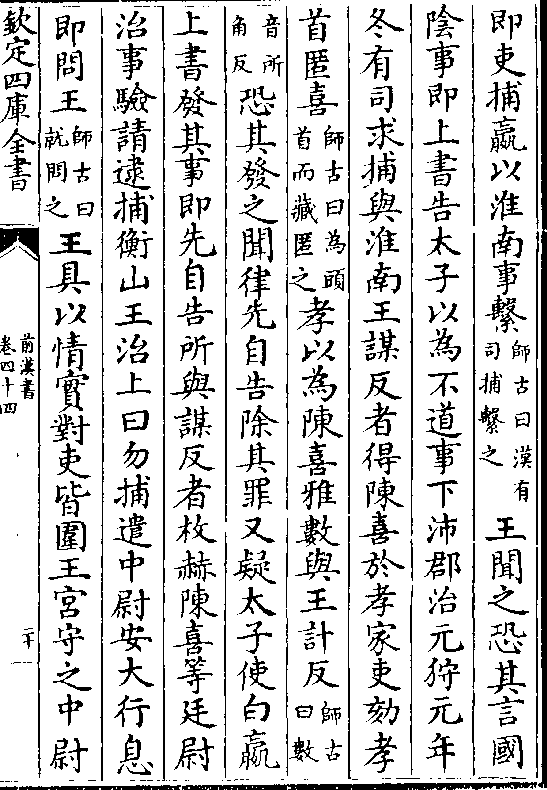 即吏捕嬴以淮南事繫師古曰漢有司捕繫之王聞之恐其言國
陰事即上書告太子以為不道事下沛郡治元狩元年
冬有司求捕與淮南王謀反者得陳喜於孝家吏劾孝
首匿喜師古曰為頭首而藏匿之孝以為陳喜雅數與王計反師古曰數
音所角反恐其發之聞律先自告除其罪又疑太子使白嬴
上書發其事即先自告所與謀反者枚赫陳喜等廷尉
治事驗請逮捕衡山王治上曰勿捕遣中尉安大行息
即問王師古曰就問之王具以情實對吏皆圍王宮守之中尉
欽定四庫全書
前漢書
卷四十四
二十